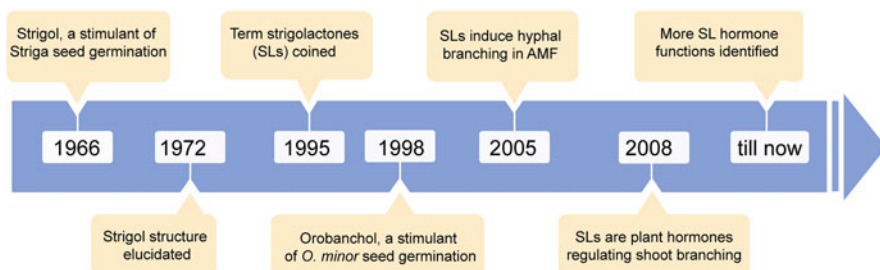 Strigol, a stimulant of
Striga seed germination
Term strigolactones
(SLs) coined
SLs induce hyphal
branching in AMF
More SL hormone
functions identified
1966
1972
1995
1998
2005
2008
till now
Strigol structure
elucidated
Orobanchol, a stimulant
of O. minor seed germination
SLs are plant hormones
regulating shoot branching